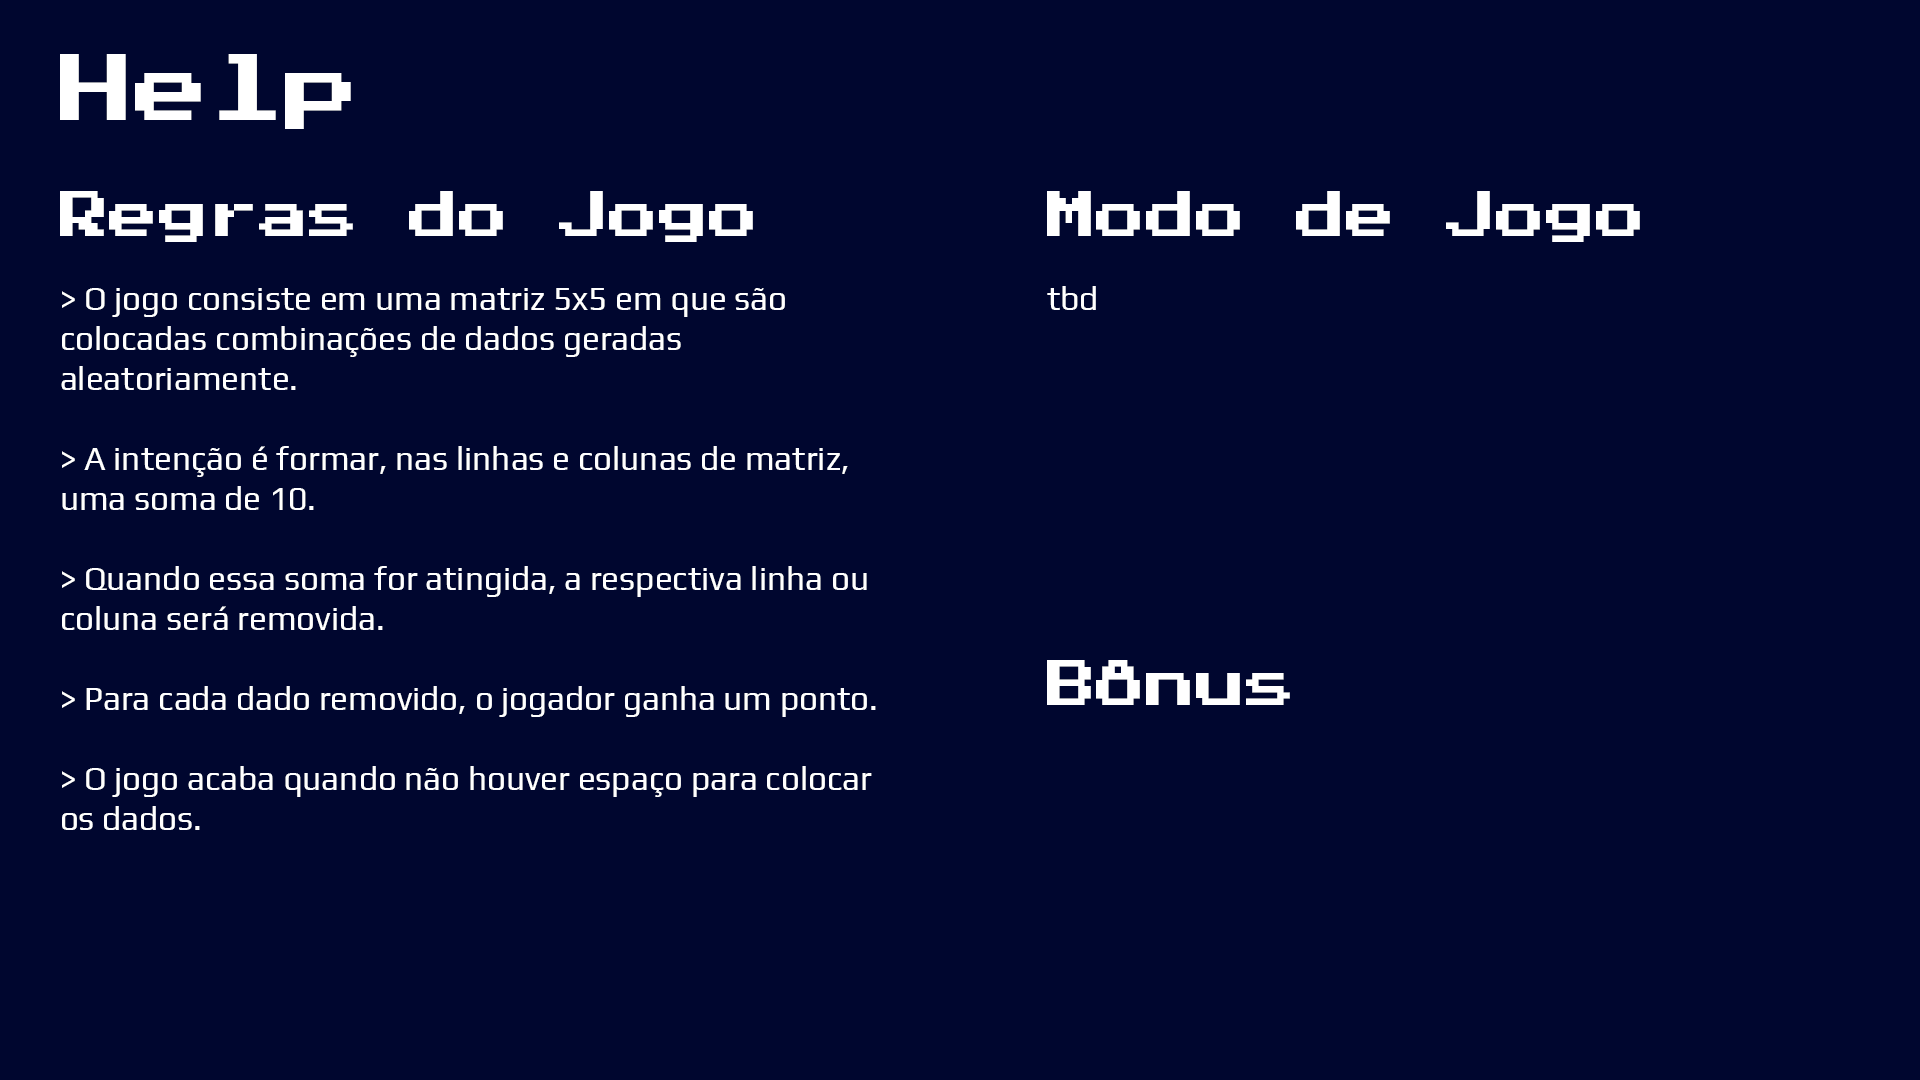 Help
Regras do Jogo
> O jogo consiste em uma matriz 5x5 em que são
colocadas combinações de dados geradas
aleatoriamente.
> A intenção é formar, nas linhas e colunas de matriz,
uma soma de 10.
> Quando essa soma for atingida, a respectiva linha ou
coluna será removida.
> Para cada dado removido, o jogador ganha um ponto.
> O jogo acaba quando não houver espaço para colocar
os dados.
Modo de Jogo
tbd
Bônus